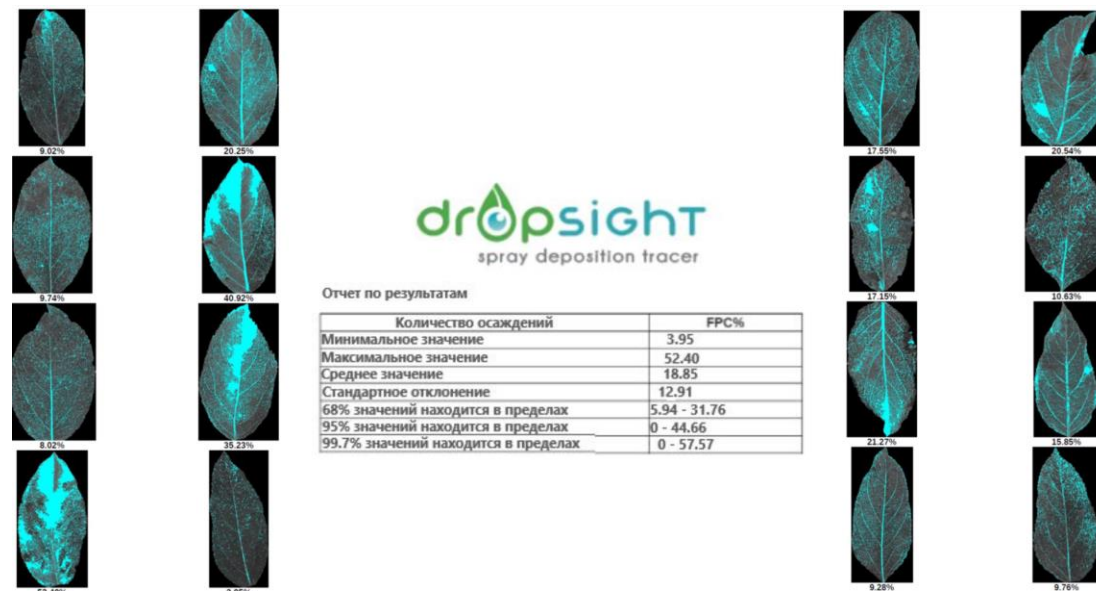 9.02%
20.25%
17.55%
20.54%
9.74%
40.92%
17.15%
10.63%
8.02%
35.23%
21.27%
15.85%
9.28%
9.76%
dropsight
spray deposition tracer
Отчет по результатам
Количество осаждений FPC%
Минимальное значение 3.95
Максимальное значение 52.40
Среднее значение 18.85
Стандартное отклонение 12.91
68% значений находится в пределах 5.94 - 31.76
95% значений находится в пределах 0 - 44.66
99.7% значений находится в пределах 0 - 57.57